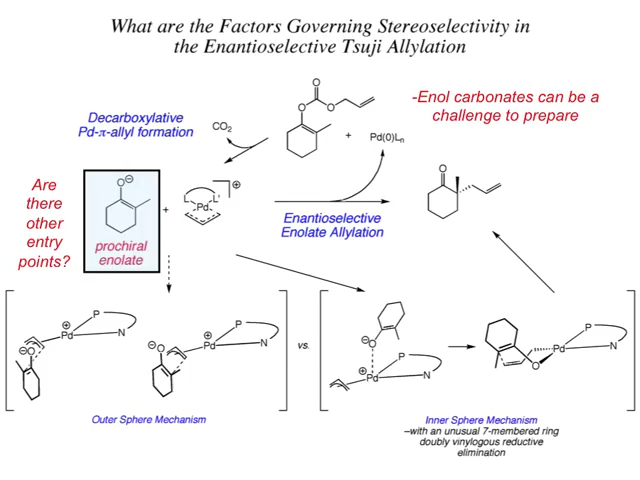 What are the Factors Governing Stereoselectivity in
the Enantioselective Tsuji Allylation
-Enol carbonates can be a
challenge to prepare
Decarboxylative
Pd-π-allyl formation
CO2
O
O
O
+
Pd(0)Ln
Are
there
other
entry
points?
O
⊖
prochiral
enolate
+
L
L'
Pd
⊕
Enantioselective
Enolate Allylation
O
P
⊕
Pd
N
⊖
O
⊖
O
P
⊕
Pd
N
vs.
⊖
O
P
⊕
Pd
N
P
Pd
N
O
Outer Sphere Mechanism
Inner Sphere Mechanism
–with an unusual 7-membered ring
doubly vinylogous reductive
elimination